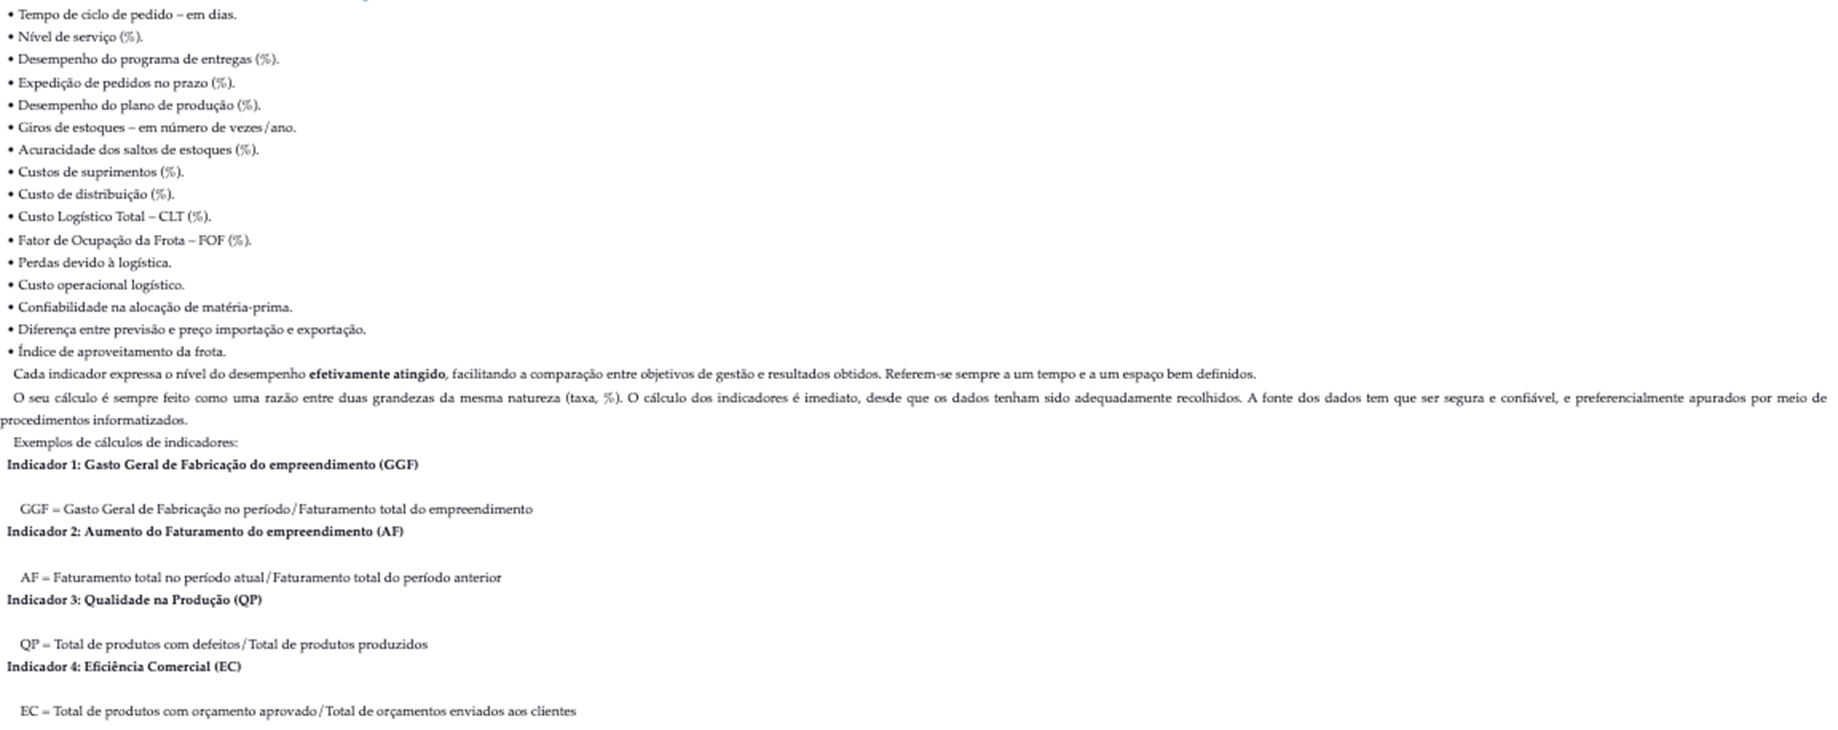 • Tempo de ciclo de pedido – em dias.
• Nível de serviço (%).
• Desempenho do programa de entregas (%).
• Expedição de pedidos no prazo (%).
• Desempenho do plano de produção (%).
• Giros de estoques – em número de vezes/ano.
• Acuracidade dos saltos de estoques (%).
• Custos de suprimentos (%).
• Custo de distribuição (%).
• Custo Logístico Total – CLT (%).
• Fator de Ocupação da Frota – FOF (%).
• Perdas devido à logística.
• Custo operacional logístico.
• Confiabilidade na alocação de matéria-prima.
• Diferença entre previsão e preço importação e exportação.
• Índice de aproveitamento da frota.
Cada indicador expressa o nível do desempenho efetivamente atingido, facilitando a comparação entre objetivos de gestão e resultados obtidos. Referem-se sempre a um tempo e a um espaço bem definidos.
O seu cálculo é sempre feito como uma razão entre duas grandezas da mesma natureza (taxa, %). O cálculo dos indicadores é imediato, desde que os dados tenham sido adequadamente recolhidos. A fonte dos dados tem que ser segura e confiável, e preferencialmente apurados por meio de
procedimentos informatizados.
Exemplos de cálculos de indicadores:
Indicador 1: Gasto Geral de Fabricação do empreendimento (GGF)
GGF = Gasto Geral de Fabricação no período/Faturamento total do empreendimento
Indicador 2: Aumento do Faturamento do empreendimento (AF)
AF = Faturamento total no período atual/Faturamento total do período anterior
Indicador 3: Qualidade na Produção (QP)
QP = Total de produtos com defeitos/Total de produtos produzidos
Indicador 4: Eficiência Comercial (EC)
EC = Total de produtos com orçamento aprovado/Total de orçamentos enviados aos clientes